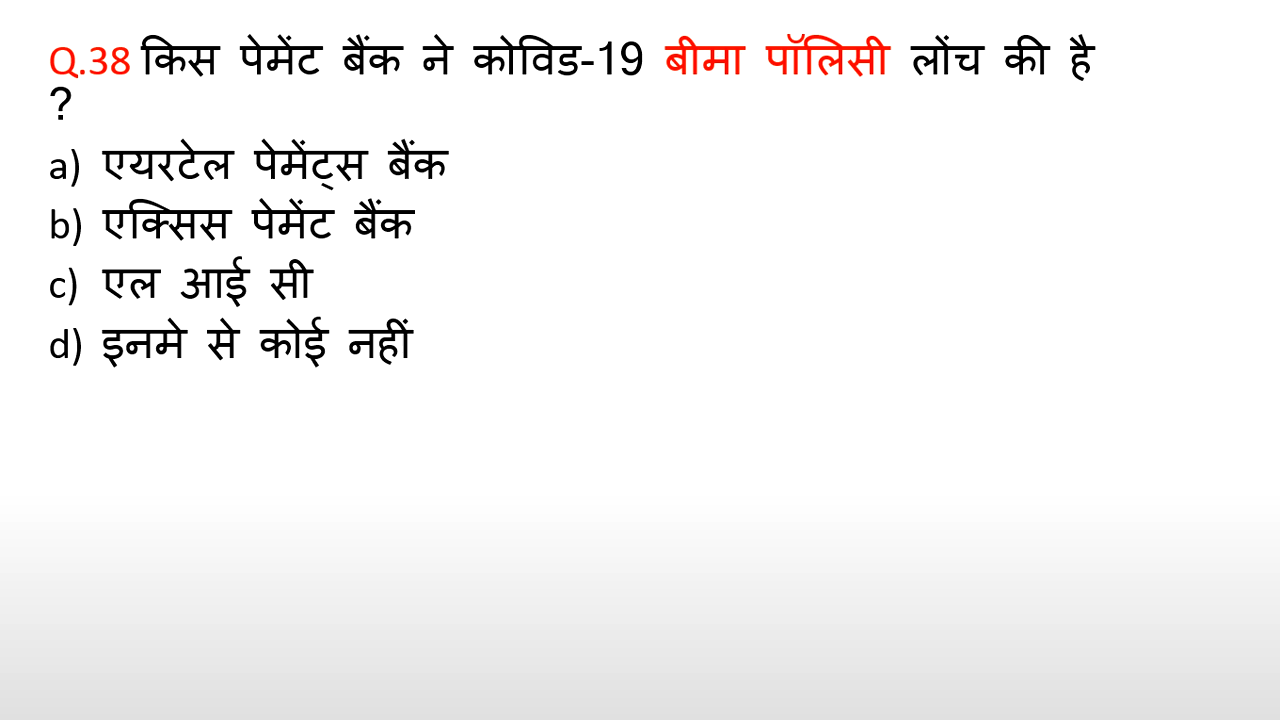 Q.38 किस पेमेंट बैंक ने कोविड-19 बीमा पॉलिसी लोंच की है
?
a) एयरटेल पेमेंट्स बैंक
b) एक्सिस पेमेंट बैंक
c) एल आई सी
d) इनमे से कोई नहीं